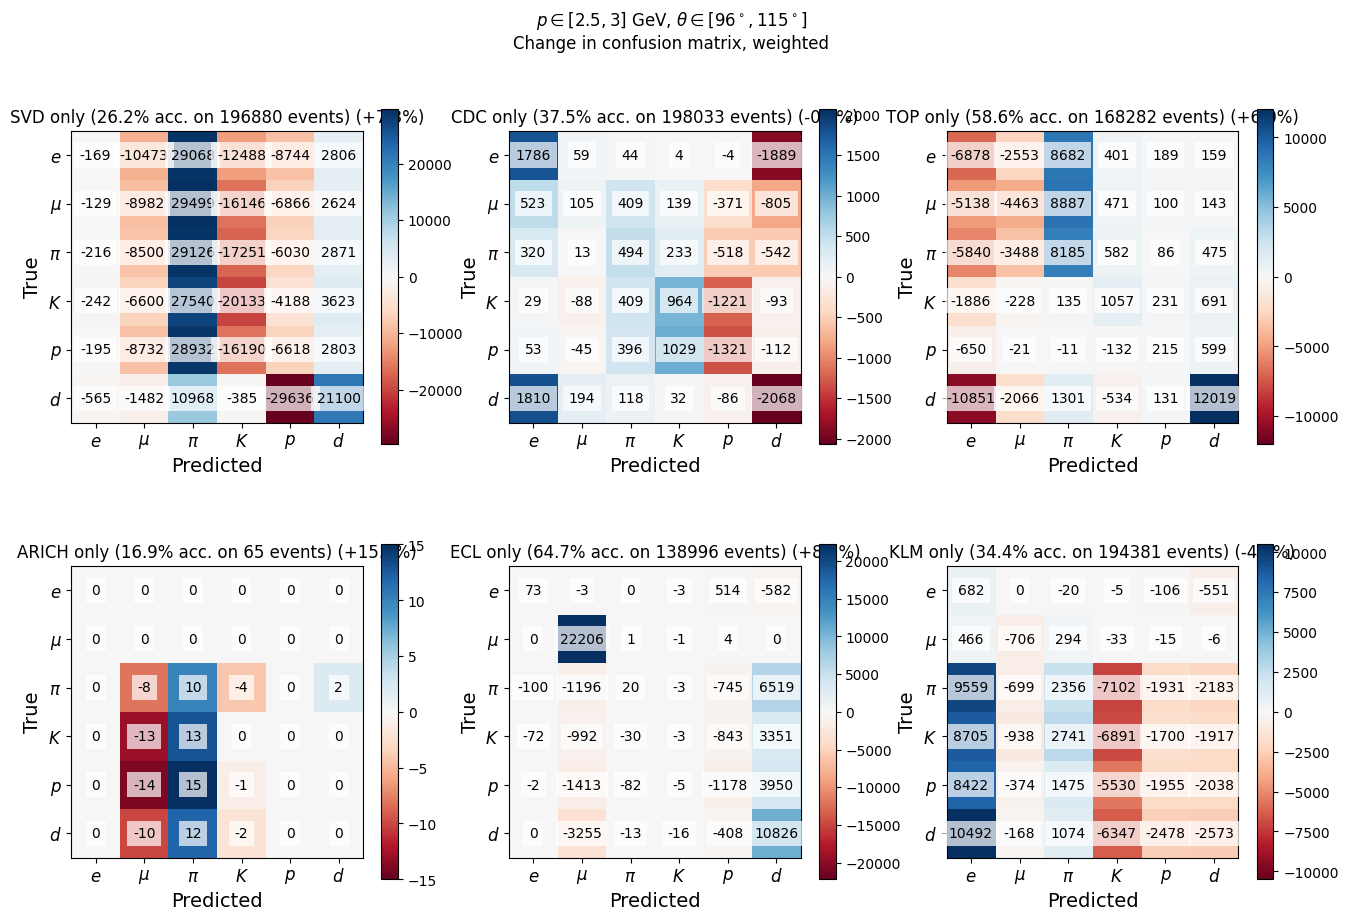 p ∈ [2.5, 3] GeV, θ ∈ [96°, 115°]
Change in confusion matrix, weighted
SVD only (26.2% acc. on 196880 events)
e -169 -10473 29068 -12488 -8744 2806
μ -129 -8982 29499 -16146 -6866 2624
π -216 -8500 29126 -17251 -6030 2871
K -242 -6600 27540 -20133 -4188 3623
p -195 -8732 28932 -16190 -6618 2803
d -565 -1482 10968 -385 -29636 21100
e μ π K p d
True
Predicted
20000
10000
0
−10000
−20000
CDC only (37.5% acc. on 198033 events)
e 1786 59 44 4 -4 -1889
μ 523 105 409 139 -371 -805
π 320 13 494 233 -518 -542
K 29 -88 409 964 -1221 -93
p 53 -45 396 1029 -1321 -112
d 1810 194 118 32 -86 -2068
e μ π K p d
True
Predicted
2000
1500
1000
500
0
−500
−1000
−1500
−2000
TOP only (58.6% acc. on 168282 events)
e -6878 -2553 8682 401 189 159
μ -5138 -4463 8887 471 100 143
π -5840 -3488 8185 582 86 475
K -1886 -228 135 1057 231 691
p -650 -21 -11 -132 215 599
d -10851 -2066 1301 -534 131 12019
e μ π K p d
True
Predicted
10000
5000
0
−5000
−10000
ARICH only (16.9% acc. on 65 events)
e 0 0 0 0 0 0
μ 0 0 0 0 0 0
π 0 -8 10 -4 0 2
K 0 -13 13 0 0 0
p 0 -14 15 -1 0 0
d 0 -10 12 -2 0 0
e μ π K p d
True
Predicted
15
10
5
0
−5
−10
−15
ECL only (64.7% acc. on 138996 events)
e 73 -3 0 -3 514 -582
μ 0 22206 1 -1 4 0
π -100 -1196 20 -3 -745 6519
K -72 -992 -30 -3 -843 3351
p -2 -1413 -82 -5 -1178 3950
d 0 -3255 -13 -16 -408 10826
e μ π K p d
True
Predicted
20000
15000
10000
5000
0
−5000
−10000
−15000
−20000
KLM only (34.4% acc. on 194381 events)
e 682 0 -20 -5 -106 -551
μ 466 -706 294 -33 -15 -6
π 9559 -699 2356 -7102 -1931 -2183
K 8705 -938 2741 -6891 -1700 -1917
p 8422 -374 1475 -5530 -1955 -2038
d 10492 -168 1074 -6347 -2478 -2573
e μ π K p d
True
Predicted
10000
7500
5000
2500
0
−2500
−5000
−7500
−10000